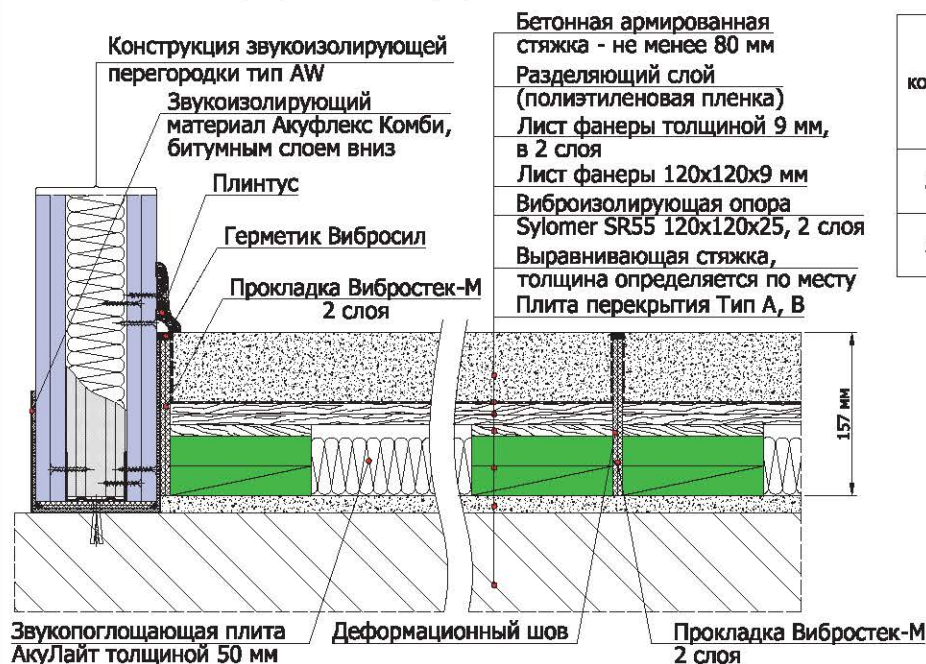 Бетонная армированная
стяжка - не менее 80 мм
Разделяющий слой
(полиэтиленовая пленка)
Лист фанеры толщиной 9 мм,
в 2 слоя
Лист фанеры 120х120х9 мм
Виброизолирующая опора
Sylomer SR55 120х120х25, 2 слоя
Выравнивающая стяжка,
толщина определяется по месту
Плита перекрытия Тип А, В
Конструкция звукоизолирующей
перегородки тип AW
Звукоизолирующий
материал Акуфлекс Комби,
битумным слоем вниз
Плинтус
Герметик Вибросил
Прокладка Вибростек-М
2 слоя
157 мм
Звукопоглощающая плита
АкуЛайт толщиной 50 мм
Деформационный шов
Прокладка Вибростек-М
2 слоя